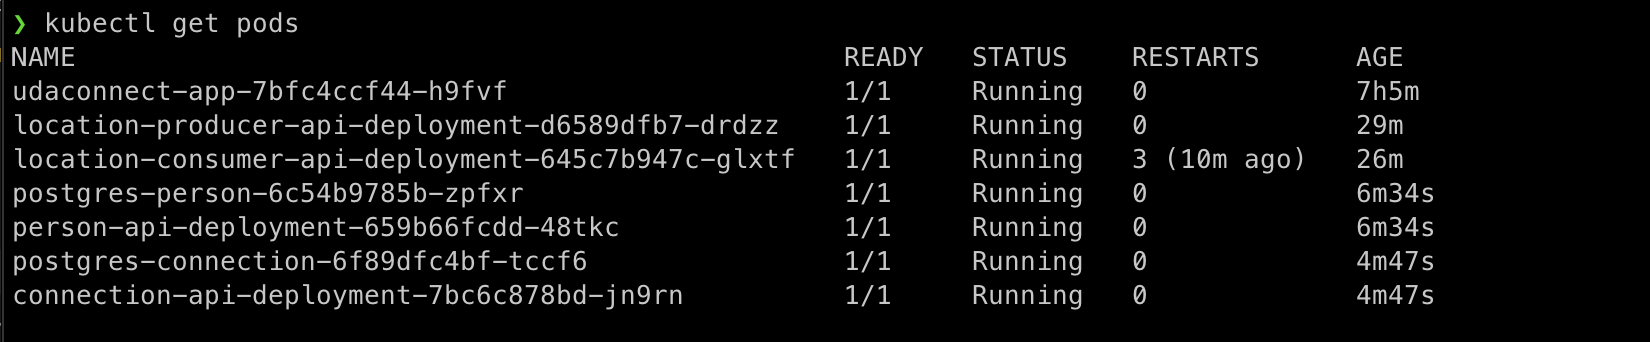 ❯ kubectl get pods
NAME READY STATUS RESTARTS AGE
udaconnect-app-7bfc4ccf44-h9fvf 1/1 Running 0 7h5m
location-producer-api-deployment-d6589dfb7-drdzz 1/1 Running 0 29m
location-consumer-api-deployment-645c7b947c-glxtf 1/1 Running 3 (10m ago) 26m
postgres-person-6c54b9785b-zpfxr 1/1 Running 0 6m34s
person-api-deployment-659b66fcdd-48tkc 1/1 Running 0 6m34s
postgres-connection-6f89dfc4bf-tccf6 1/1 Running 0 4m47s
connection-api-deployment-7bc6c878bd-jn9rn 1/1 Running 0 4m47s